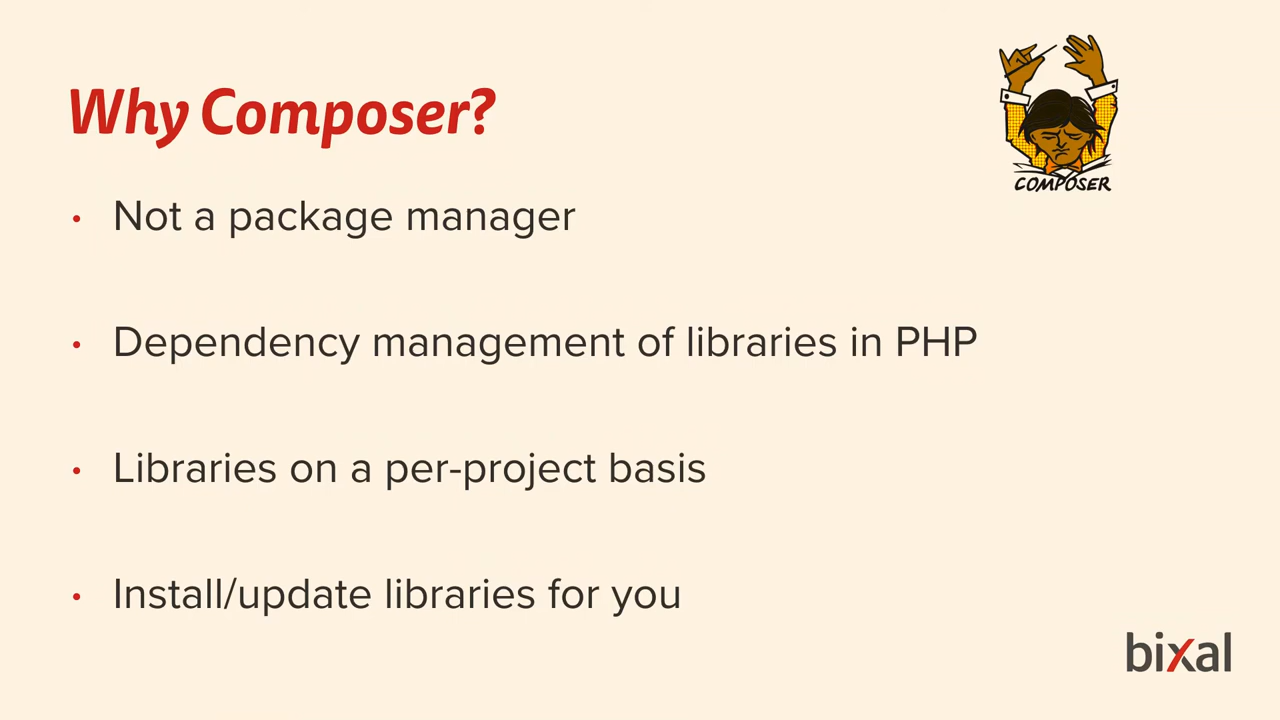 COMPOSER
Why Composer?
• Not a package manager
• Dependency management of libraries in PHP
• Libraries on a per-project basis
• Install/update libraries for you
bixal